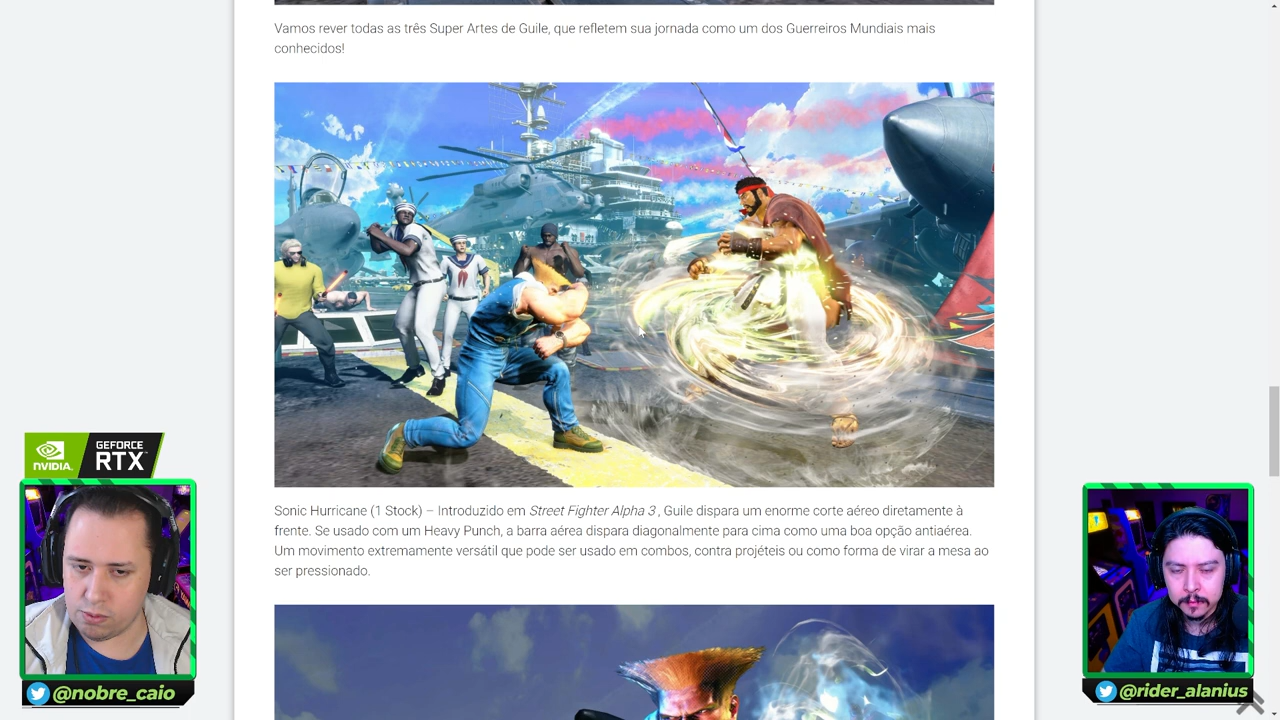 Vamos rever todas as três Super Artes de Guile, que refletem sua jornada como um dos Guerreiros Mundiais mais
conhecidos!
Sonic Hurricane (1 Stock) – Introduzido em Street Fighter Alpha 3 , Guile dispara um enorme corte aéreo diretamente à
frente. Se usado com um Heavy Punch, a barra aérea dispara diagonalmente para cima como uma boa opção antiaérea.
Um movimento extremamente versátil que pode ser usado em combos, contra projéteis ou como forma de virar a mesa ao
ser pressionado.
NVIDIA.
GEFORCE
RTX
@nobre_caio
@rider_alanius